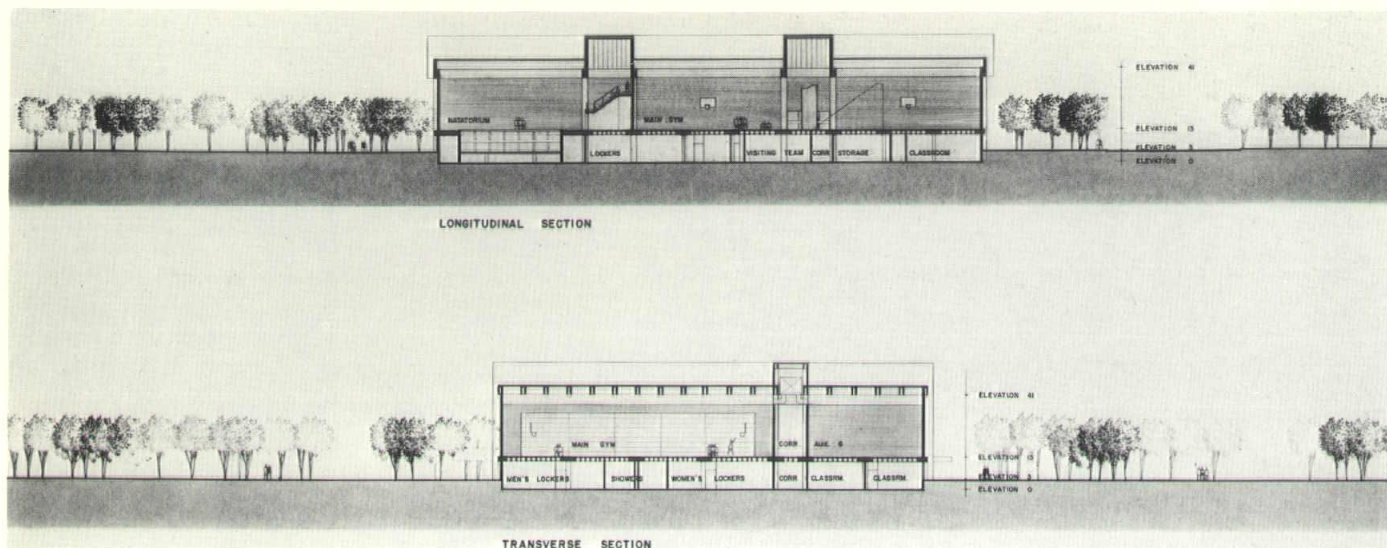 ELEVATION 41
NATATORIUM MAIN GYM ELEVATION 13
LOCKERS VISITING TEAM CORR STORAGE CLASSROOM ELEVATION 5
ELEVATION 0
LONGITUDINAL SECTION
ELEVATION 41
MAIN GYM CORR AUX. G ELEVATION 13
MEN'S LOCKERS SHOWERS WOMEN'S LOCKERS CORR CLASSRM. CLASSRM. ELEVATION 5
ELEVATION 0
TRANSVERSE SECTION